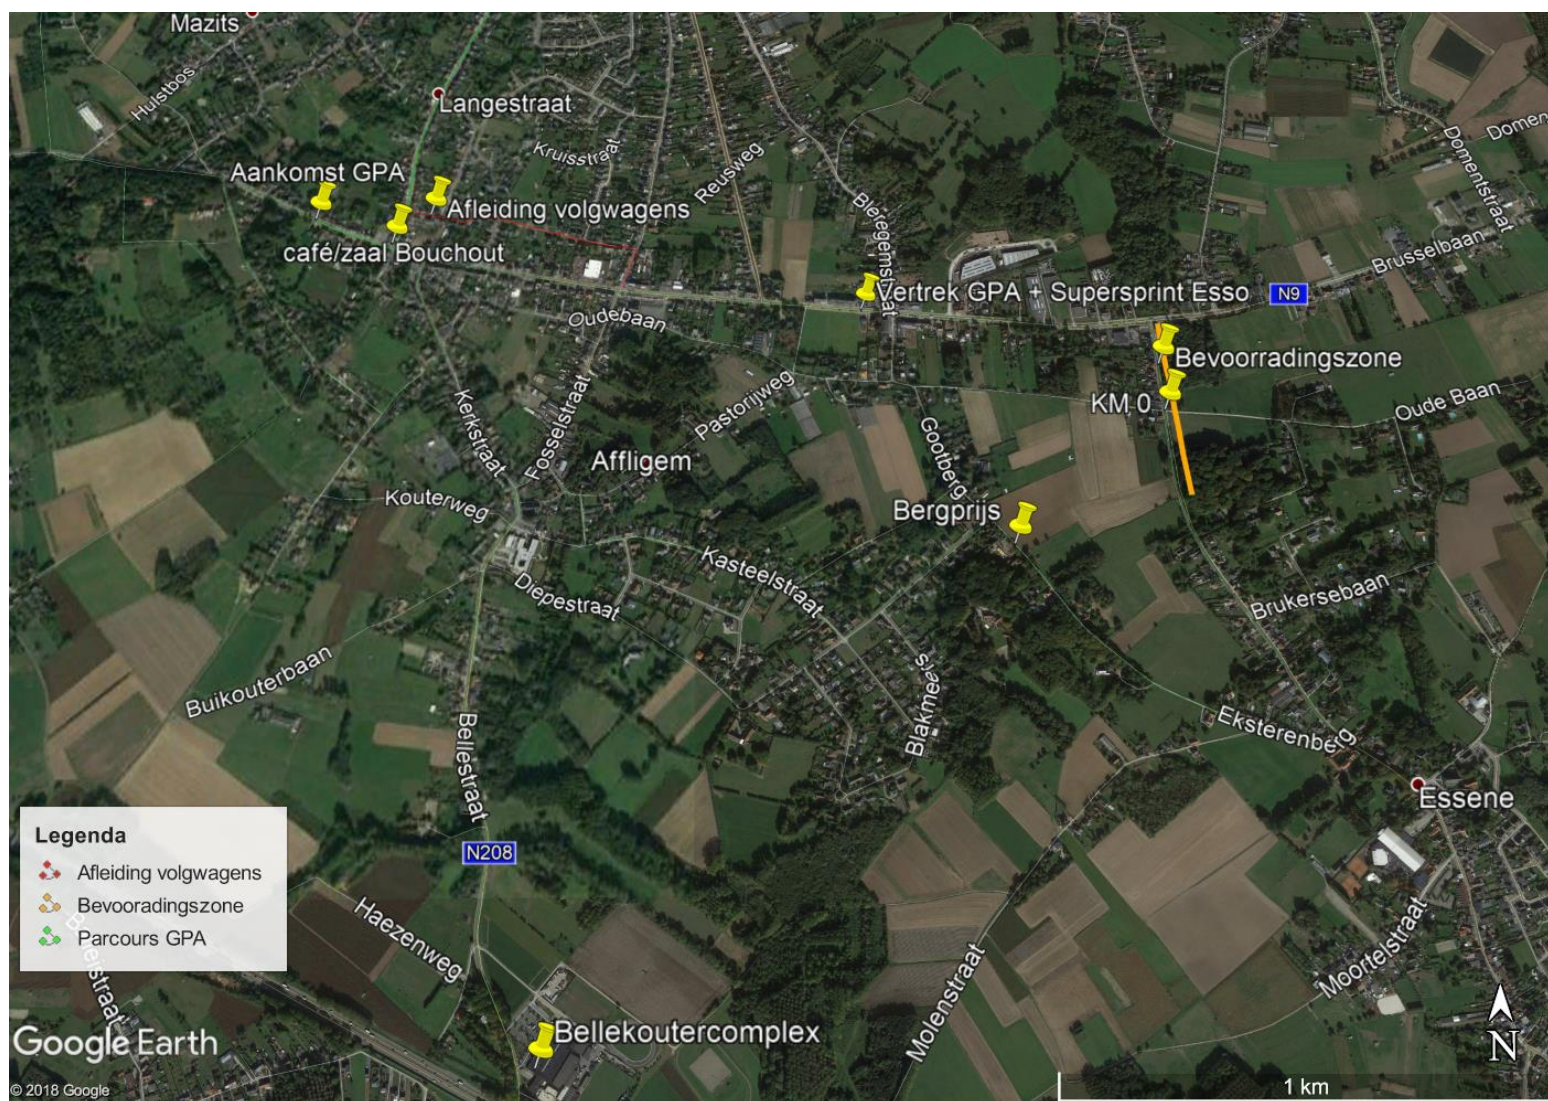 Mazits
Hulstbos
Langestraat
Kruisstraat
Domen
Domentstraat
Reusweg
Aankomst GPA
Afleiding volgwagens
Bleregemstraat
café/zaal Bouchout
Brusselbaan
Vertrek GPA + Supersprint Esso
N9
Oudebaan
Bevoorradingszone
KM 0
Oude Baan
Pastorijweg
Kerkstraat
Fosselstraat
Gootberg
Affligem
Kouterweg
Bergprijs
Kasteelstraat
Diepestraat
Brukersebaan
Buikouterbaan
Blakmeers
Bellestraat
Eksterenberg
Essene
Legenda
Afleiding volgwagens
Bevooradingszone
Parcours GPA
N208
Haezenweg
Molenstraat
Moortelstraat
Bellekoutercomplex
Google Earth
N
© 2018 Google
1 km